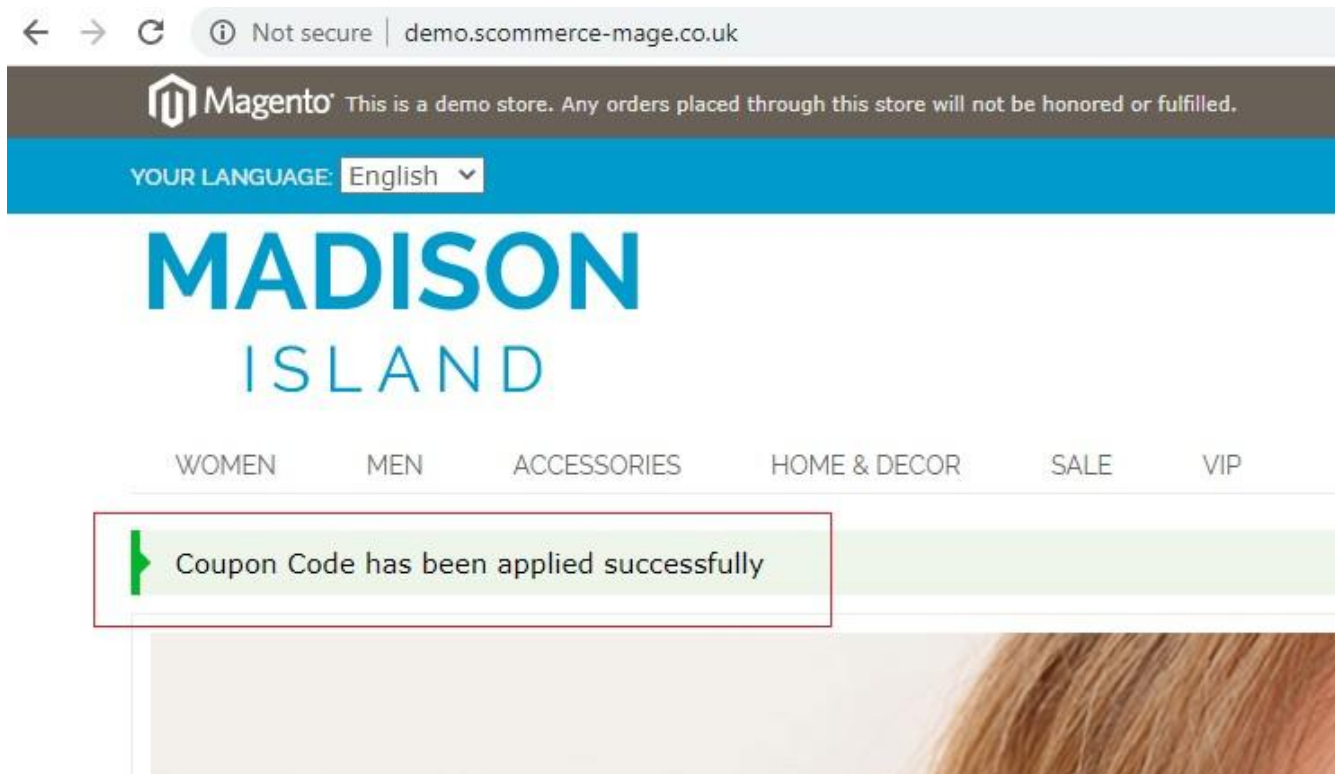 Not secure | demo.scommerce-mage.co.uk
Magento® This is a demo store. Any orders placed through this store will not be honored or fulfilled.
YOUR LANGUAGE: English
MADISON
ISLAND
WOMEN MEN ACCESSORIES HOME & DECOR SALE VIP
Coupon Code has been applied successfully